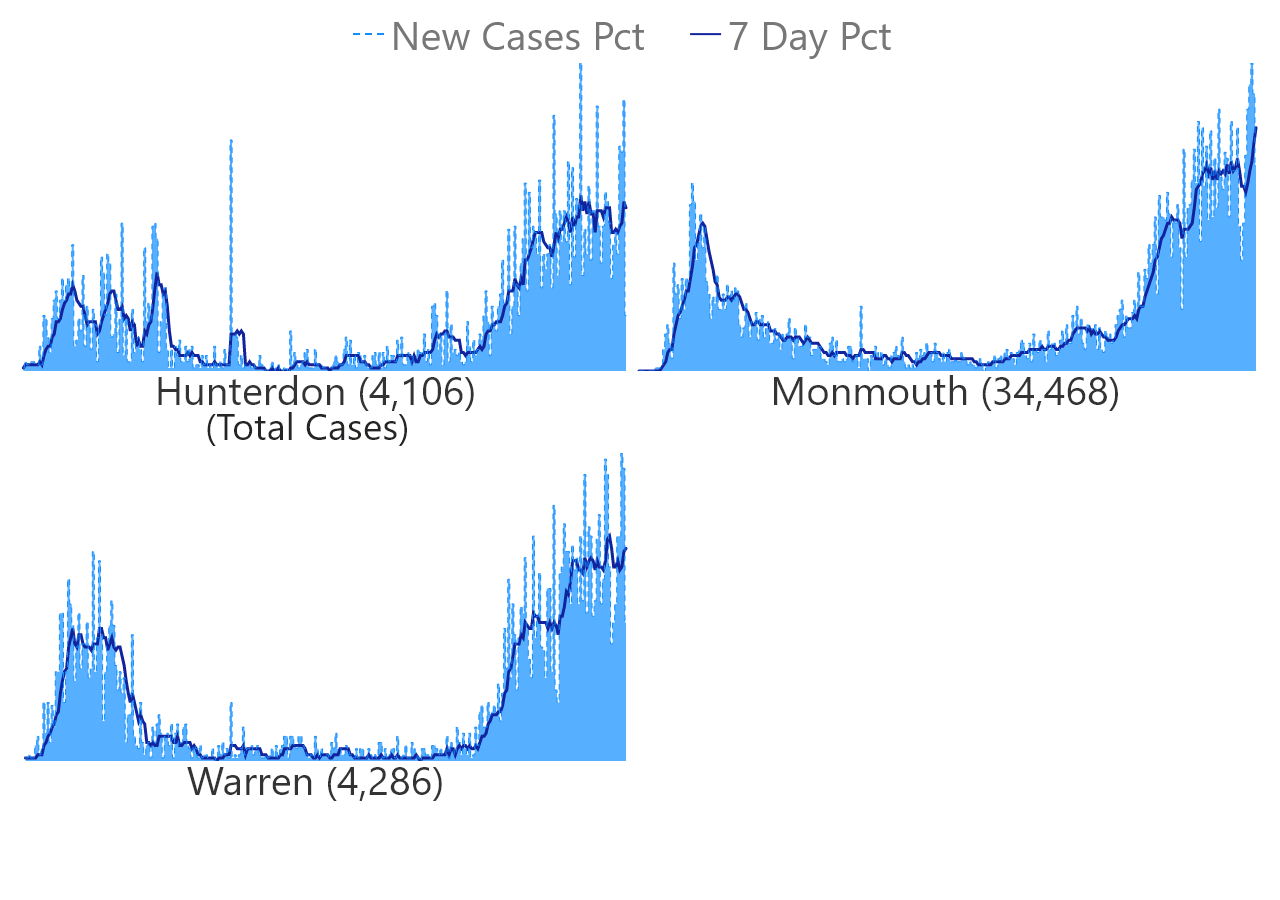 New Cases Pct 7 Day Pct
Hunterdon (4,106)
(Total Cases)
Monmouth (34,468)
Warren (4,286)